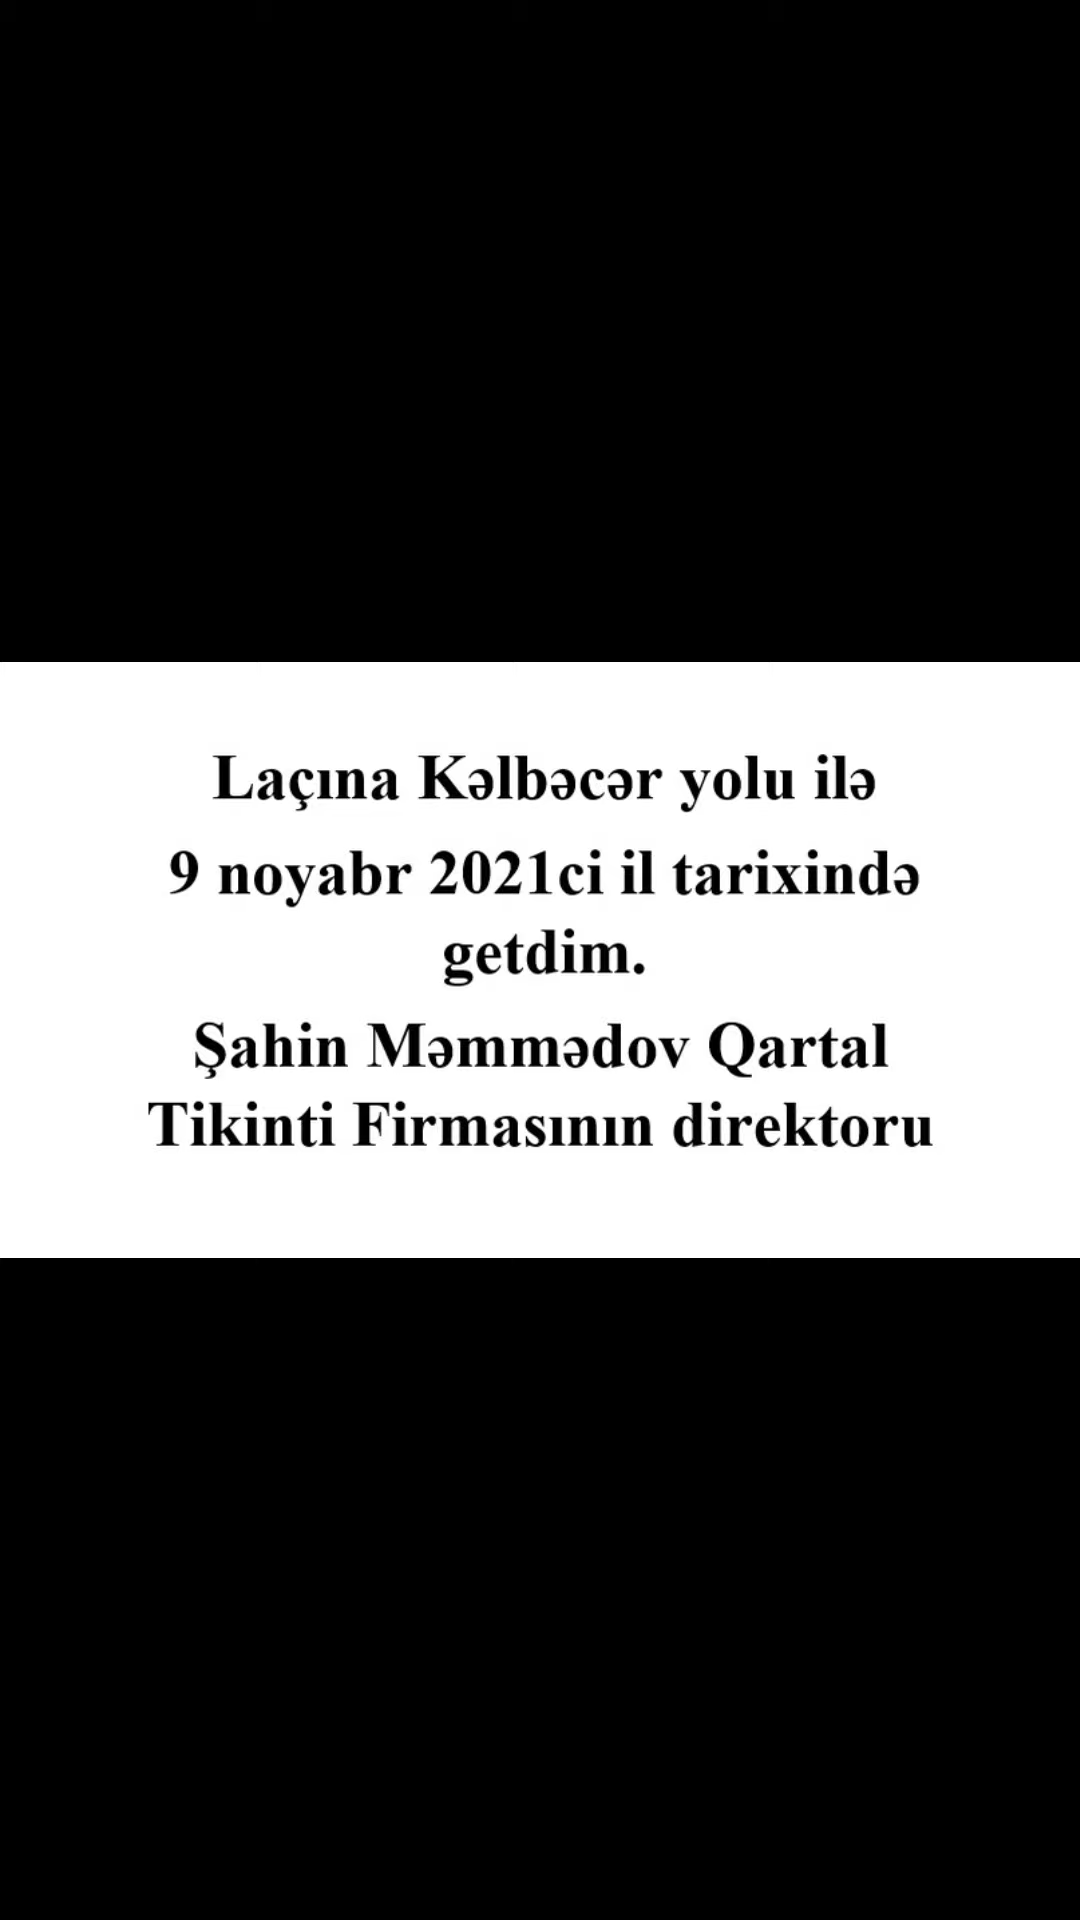 Laçına Kəlbəcər yolu ilə
9 noyabr 2021ci il tarixində
getdim.
Şahin Məmmədov Qartal
Tikinti Firmasının direktoru